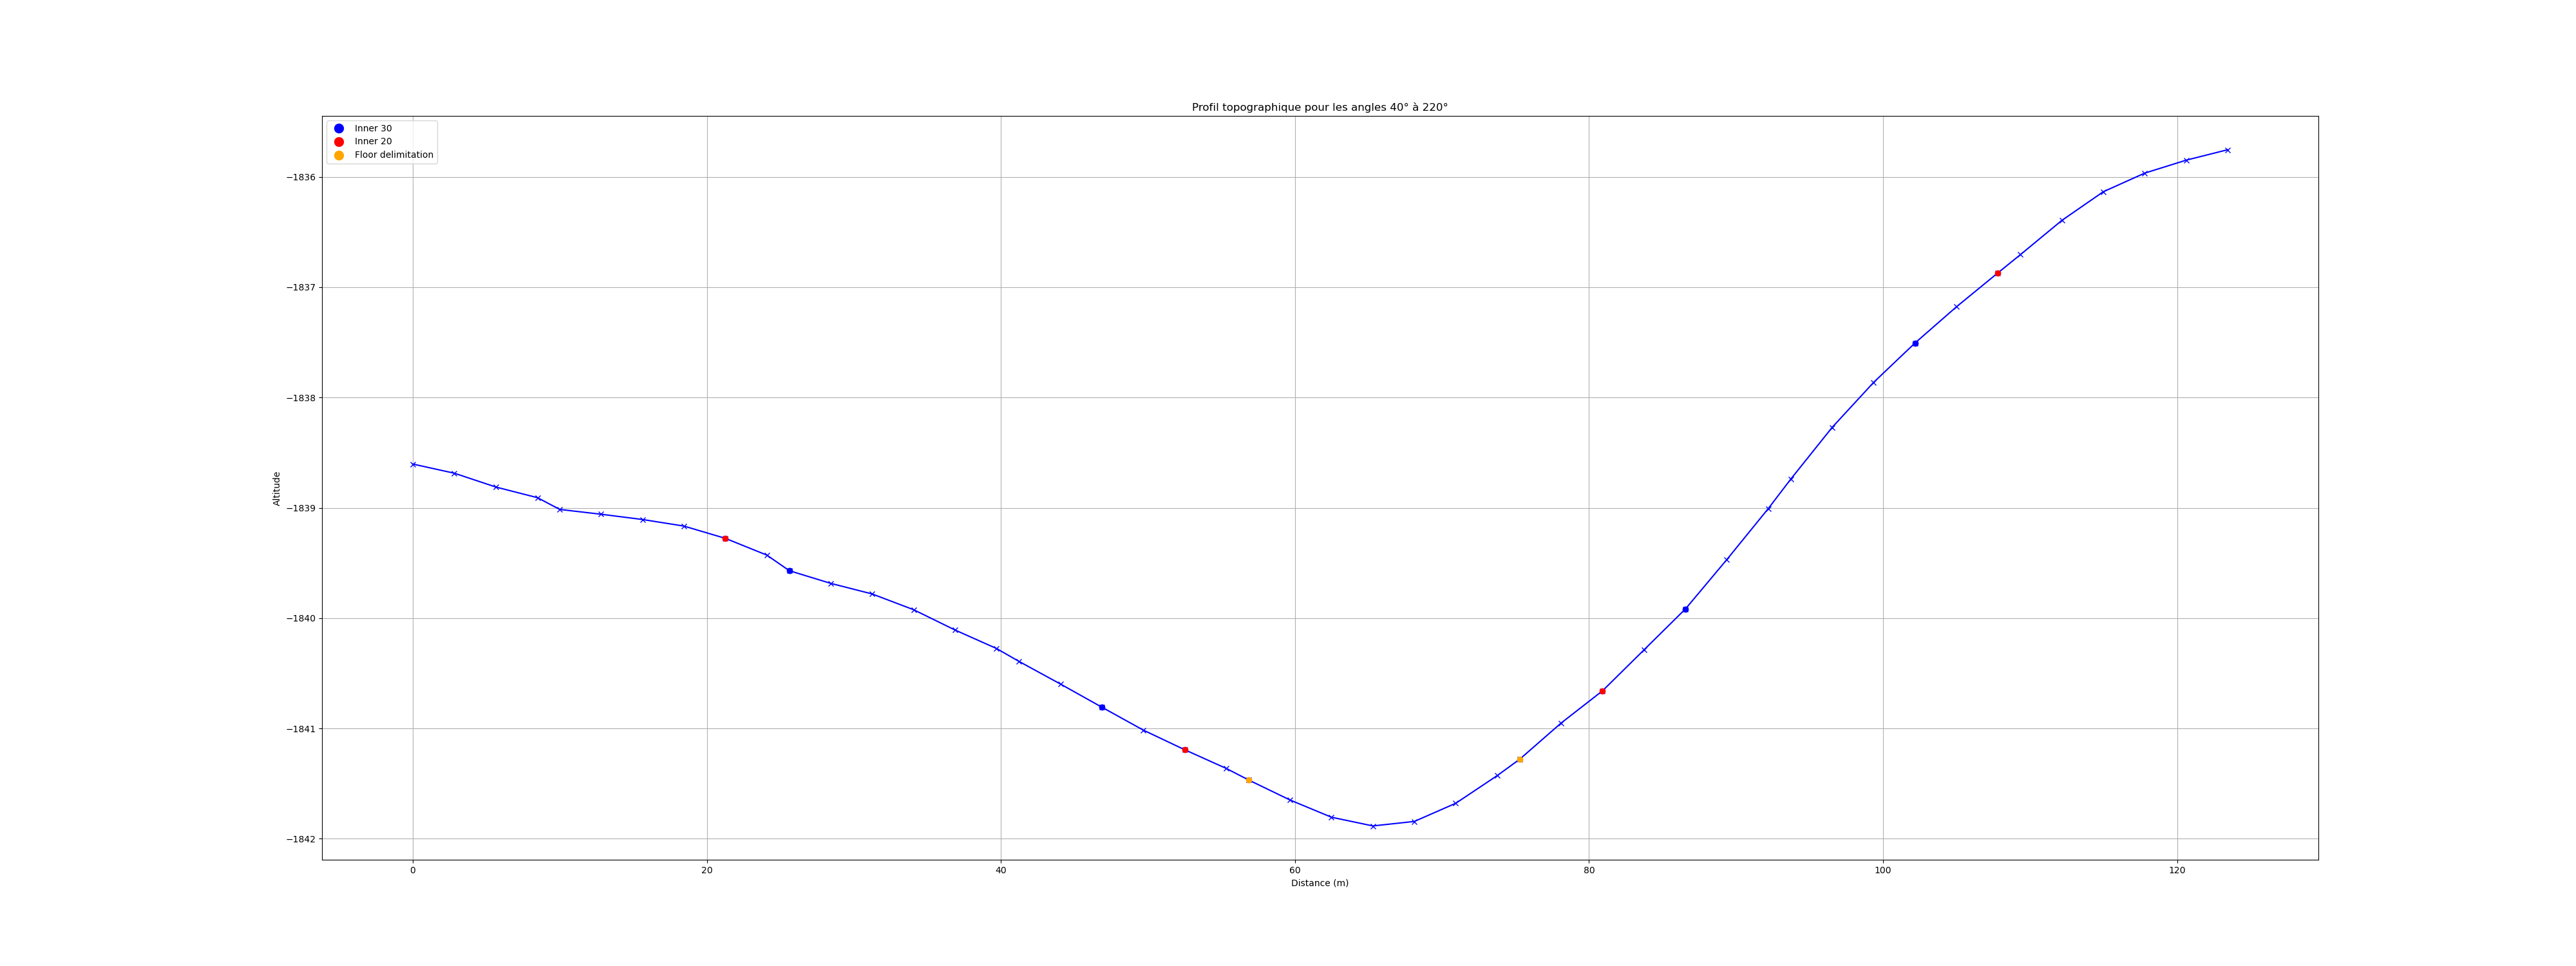 Profil topographique pour les angles 40° à 220°
Inner 30
Inner 20
Floor delimitation
Altitude
−1836
−1837
−1838
−1839
−1840
−1841
−1842
0
20
40
60
80
100
120
Distance (m)